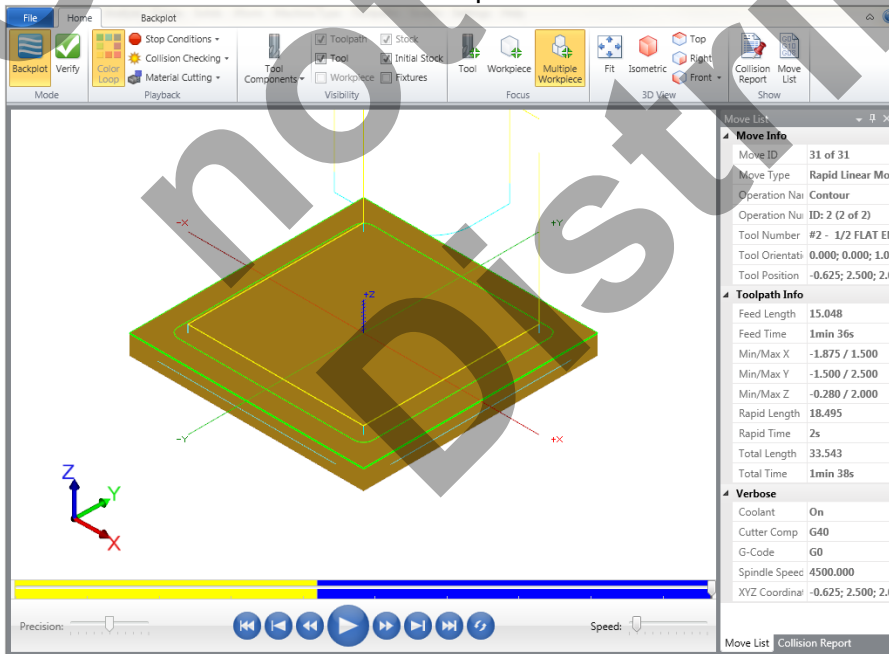 File Home Backplot
Backplot Verify
Mode
Color Loop
Stop Conditions
Collision Checking
Material Cutting
Playback
Tool Components
Toolpath Stock
Tool Initial Stock
Workpiece Fixtures
Visibility
Tool Workpiece Multiple Workpiece
Focus
Fit Isometric
Top
Right
Front
3D View
Collision Report Move List
Show
Move List
Move Info
Move ID 31 of 31
Move Type Rapid Linear Mo
Operation Nai Contour
Operation Nu ID: 2 (2 of 2)
Tool Number #2 - 1/2 FLAT E
Tool Orientati 0.000; 0.000; 1.0
Tool Position -0.625; 2.500; 2.
Toolpath Info
Feed Length 15.048
Feed Time 1min 36s
Min/Max X -1.875 / 1.500
Min/Max Y -1.500 / 2.500
Min/Max Z -0.280 / 2.000
Rapid Length 18.495
Rapid Time 2s
Total Length 33.543
Total Time 1min 38s
Verbose
Coolant On
Cutter Comp G40
G-Code G0
Spindle Speed 4500.000
XYZ Coordina -0.625; 2.500; 2.
Move List Collision Report
-X
+Y
+Z
-Y
+X
Z
Y
X
Precision:
Speed:
not
Distri